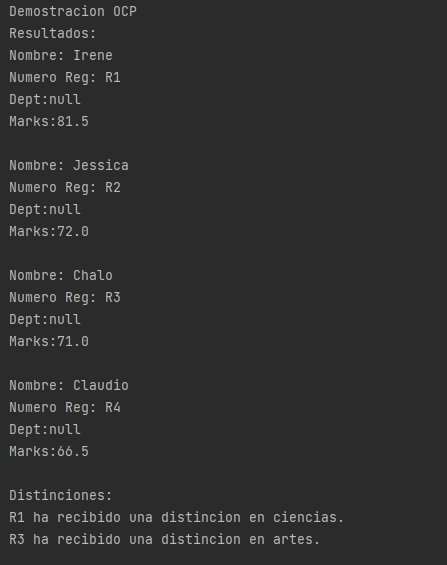 Demostracion OCP
Resultados:
Nombre: Irene
Numero Reg: R1
Dept:null
Marks:81.5

Nombre: Jessica
Numero Reg: R2
Dept:null
Marks:72.0

Nombre: Chalo
Numero Reg: R3
Dept:null
Marks:71.0

Nombre: Claudio
Numero Reg: R4
Dept:null
Marks:66.5

Distinciones:
R1 ha recibido una distincion en ciencias.
R3 ha recibido una distincion en artes.